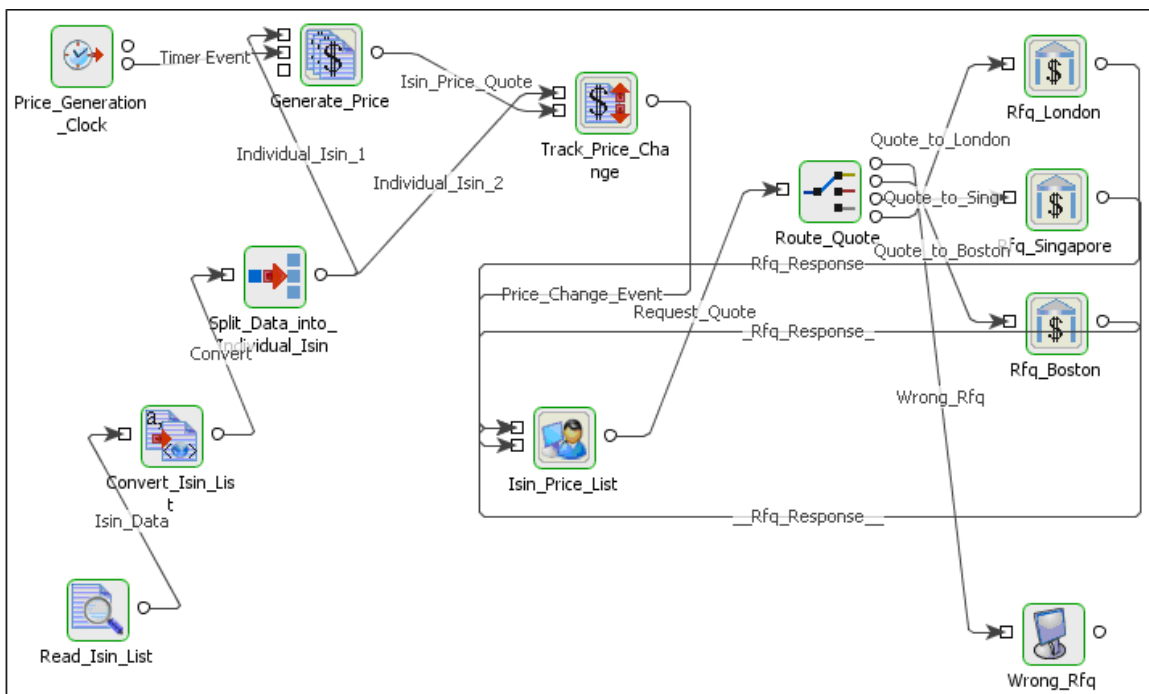 Timer Event
Price_Generation
_Clock
Generate_Price
Isin_Price_Quote
Track_Price_Cha
nge
Individual_Isin_1
Individual_Isin_2
Rfq_London
Quote_to_London
Quote_to_Sing
Route_Quote
Rfq_Singapore
Quote_to_Boston
Rfq_Response
Price_Change_Event
Request_Quote
_Rfq_Response_
Rfq_Boston
Split_Data_into_
Individual_Isin
Convert
Wrong_Rfq
a,
Convert_Isin_Lis
t
Isin_Price_List
Isin_Data
__Rfq_Response__
Read_Isin_List
Wrong_Rfq